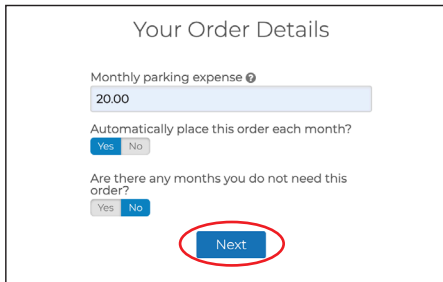 Your Order Details
Monthly parking expense ?
20.00
Automatically place this order each month?
Yes No
Are there any months you do not need this
order?
Yes No
Next